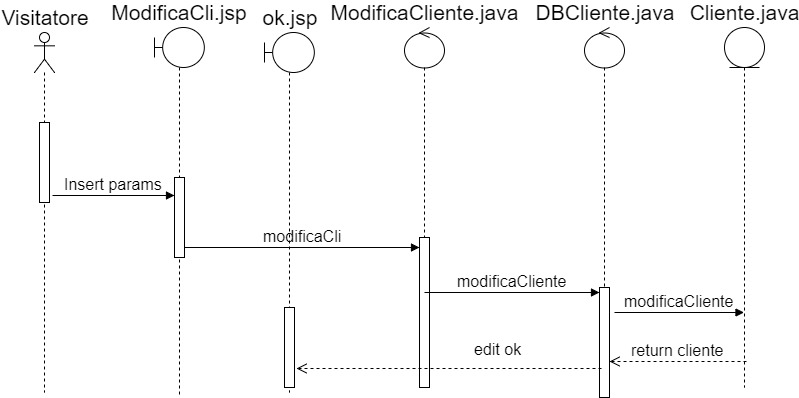 Visitatore
ModificaCli.jsp
ok.jsp
ModificaCliente.java
DBCliente.java
Cliente.java
Insert params
modificaCli
modificaCliente
modificaCliente
edit ok
return cliente